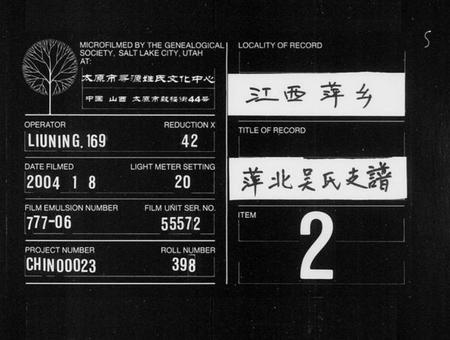 MICROFILMED BY THE GENEALOGICAL
SOCIETY, SALT LAKE CITY, UTAH
AT:
太原市寻源姓氏文化中心
中国 山西 太原市鼓楼街44号
OPERATOR REDUCTION X
LIUNING.169 42
DATE FILMED LIGHT METER SETTING
2004 1 8 20
FILM EMULSION NUMBER FILM UNIT SER. NO.
777-06 55572
PROJECT NUMBER ROLL NUMBER
CHIN00023 398
LOCALITY OF RECORD
江西萍乡
TITLE OF RECORD
萍北吴氏支譜
ITEM
2
5